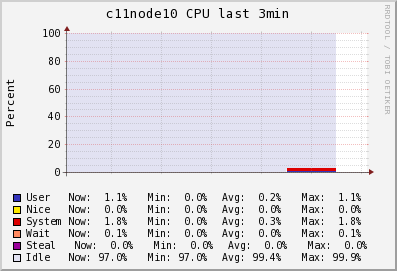 c11node10 CPU last 3min
RRDTOOL / TOBI OETIKER
Percent
100
80
60
40
20
0
User Now: 1.1% Min: 0.0% Avg: 0.2% Max: 1.1%
Nice Now: 0.0% Min: 0.0% Avg: 0.0% Max: 0.0%
System Now: 1.8% Min: 0.0% Avg: 0.3% Max: 1.8%
Wait Now: 0.1% Min: 0.0% Avg: 0.0% Max: 0.1%
Steal Now: 0.0% Min: 0.0% Avg: 0.0% Max: 0.0%
Idle Now: 97.0% Min: 97.0% Avg: 99.4% Max: 99.9%